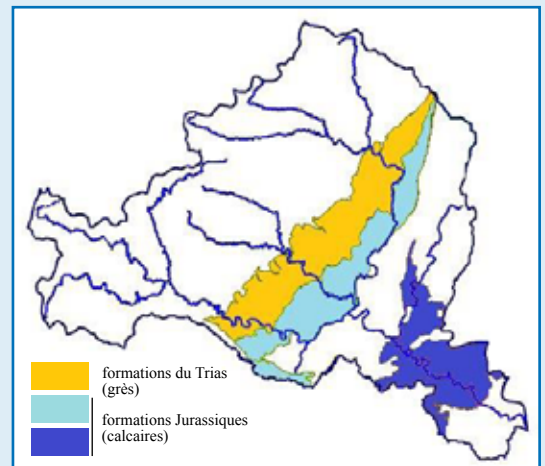 formations du Trias
(grès)
formations Jurassiques
(calcaires)